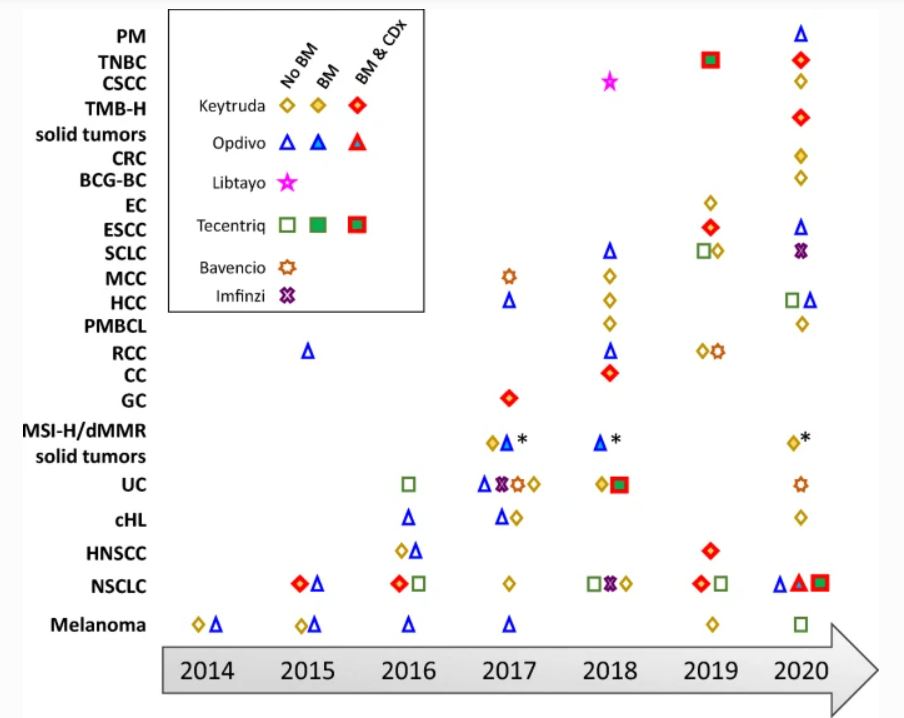 PM
TNBC
CSCC
TMB-H
solid tumors
CRC
BCG-BC
EC
ESCC
SCLC
MCC
HCC
PMBCL
RCC
CC
GC
MSI-H/dMMR
solid tumors
UC
cHL
HNSCC
NSCLC
Melanoma
No BM BM BM & CDx
Keytruda
Opdivo
Libtayo
Tecentriq
Bavencio
Imfinzi
* * *
2014 2015 2016 2017 2018 2019 2020